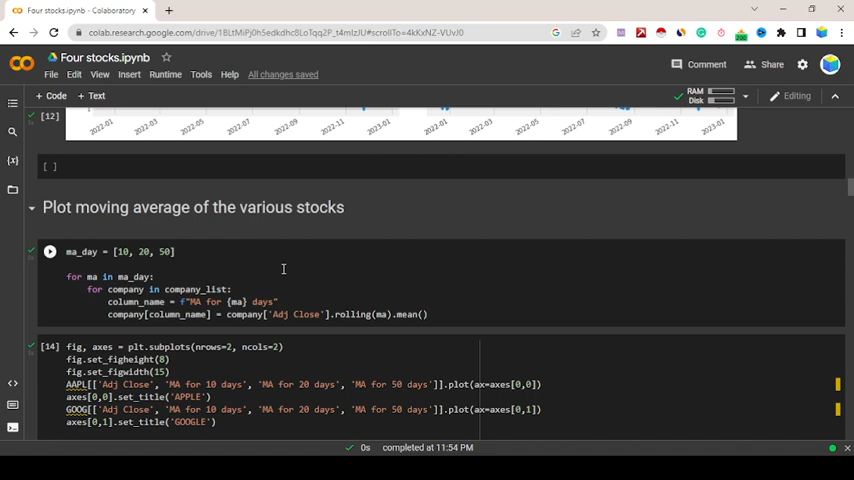 Four stocks.ipynb - Colaboratory
colab.research.google.com/drive/1BLtMiPj0h5edkdhc8LoTqq2P_t4mIzJU#scrollTo=4kKxNZ-VUvJ0
200
Four stocks.ipynb
Comment
Share
File Edit View Insert Runtime Tools Help All changes saved
+ Code + Text
RAM
Disk
Editing
[12]
2022-01 2022-03 2022-05 2022-07 2022-09 2022-11 2023-01 2022-01 2022-03 2022-05 2022-07 2022-09 2022-11 2023-01
[ ]
Plot moving average of the various stocks
ma_day = [10, 20, 50]
for ma in ma_day:
for company in company_list:
column_name = f"MA for {ma} days"
company[column_name] = company['Adj Close'].rolling(ma).mean()
[14] fig, axes = plt.subplots(nrows=2, ncols=2)
fig.set_figheight(8)
fig.set_figwidth(15)
AAPL[['Adj Close', 'MA for 10 days', 'MA for 20 days', 'MA for 50 days']].plot(ax=axes[0,0])
axes[0,0].set_title('APPLE')
GOOG[['Adj Close', 'MA for 10 days', 'MA for 20 days', 'MA for 50 days']].plot(ax=axes[0,1])
axes[0,1].set_title('GOOGLE')
0s completed at 11:54 PM